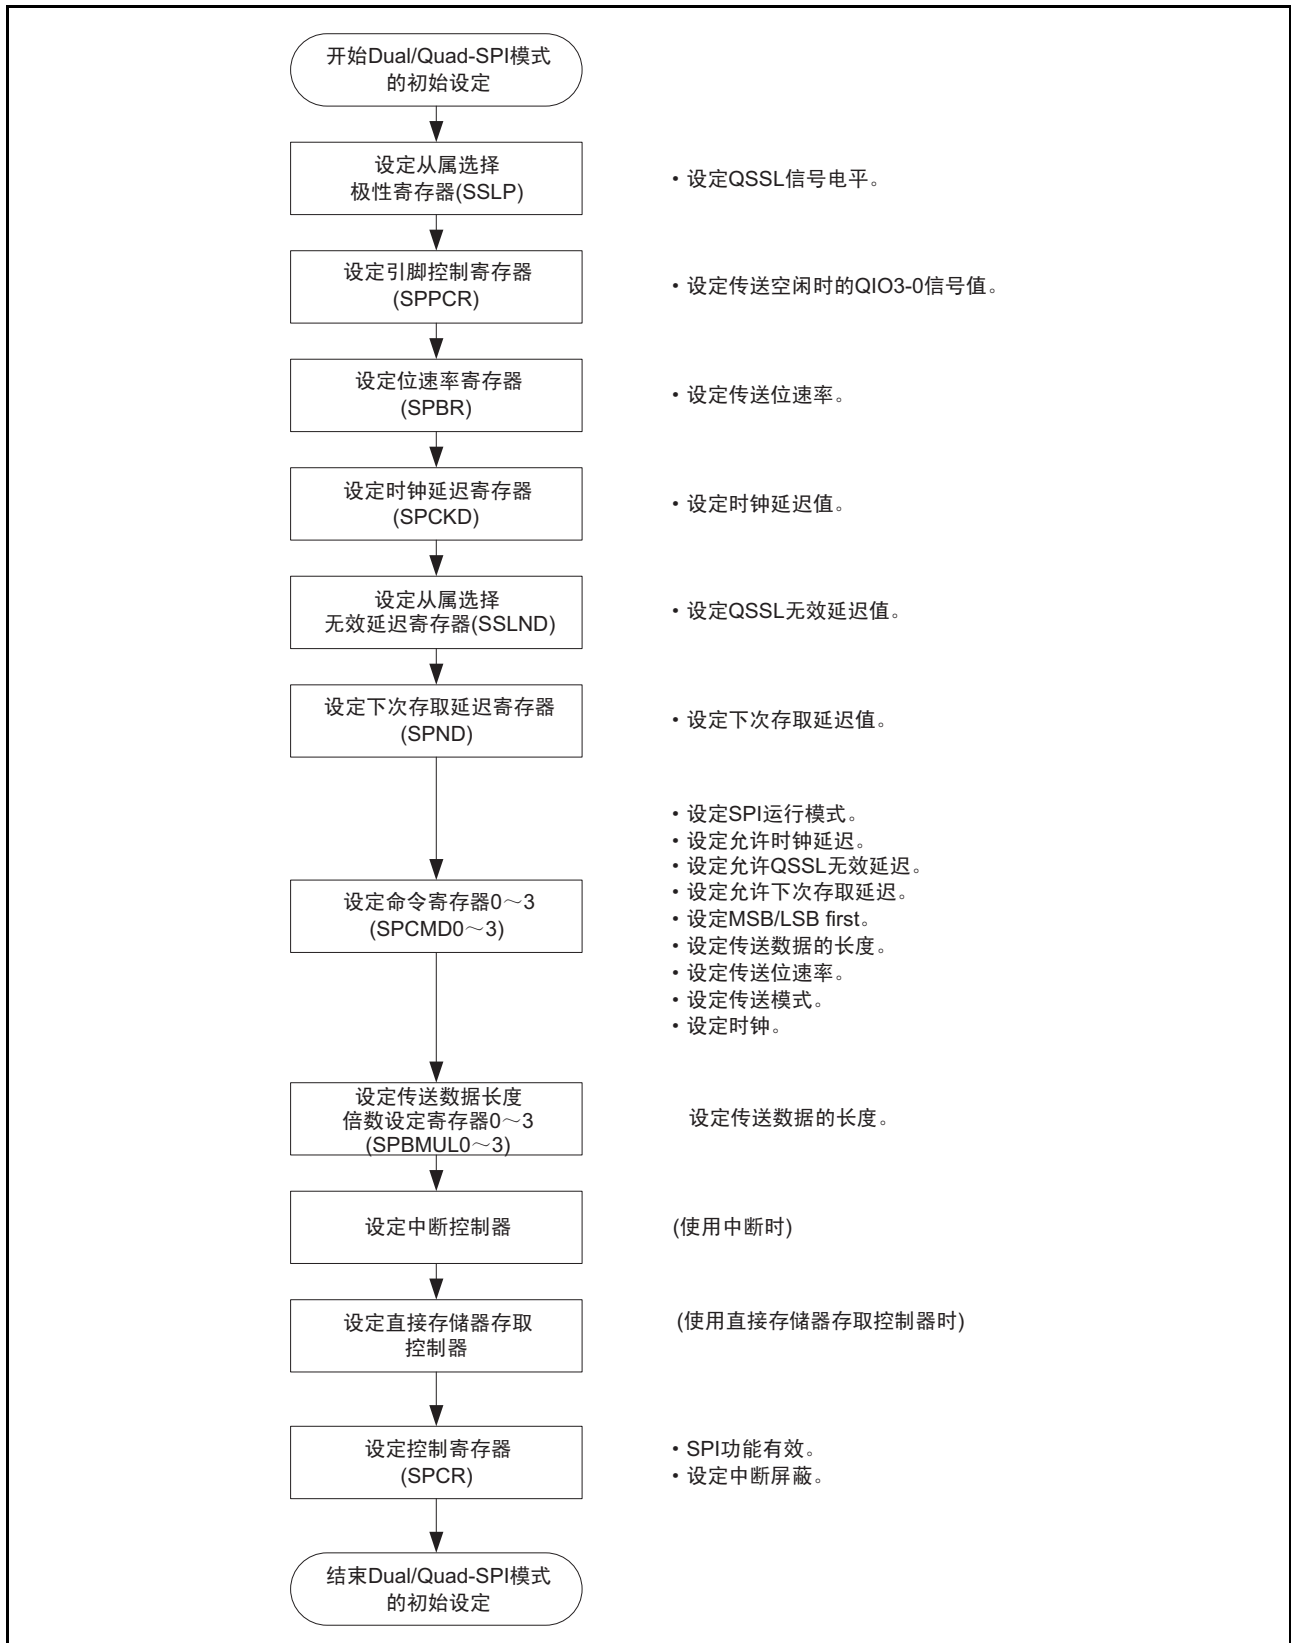 开始Dual/Quad-SPI模式
的初始设定
设定从属选择
极性寄存器(SSLP)
•设定QSSL信号电平。
设定引脚控制寄存器
(SPPCR)
•设定传送空闲时的QIO3-0信号值。
设定位速率寄存器
(SPBR)
•设定传送位速率。
设定时钟延迟寄存器
(SPCKD)
•设定时钟延迟值。
设定从属选择
无效延迟寄存器(SSLND)
•设定QSSL无效延迟值。
设定下次存取延迟寄存器
(SPND)
•设定下次存取延迟值。
设定命令寄存器0～3
(SPCMD0～3)
•设定SPI运行模式。
•设定允许时钟延迟。
•设定允许QSSL无效延迟。
•设定允许下次存取延迟。
•设定MSB/LSB first。
•设定传送数据的长度。
•设定传送位速率。
•设定传送模式。
•设定时钟。
设定传送数据长度
倍数设定寄存器0～3
(SPBMUL0～3)
设定传送数据的长度。
设定中断控制器
(使用中断时)
设定直接存储器存取
控制器
(使用直接存储器存取控制器时)
设定控制寄存器
(SPCR)
•SPI功能有效。
•设定中断屏蔽。
结束Dual/Quad-SPI模式
的初始设定